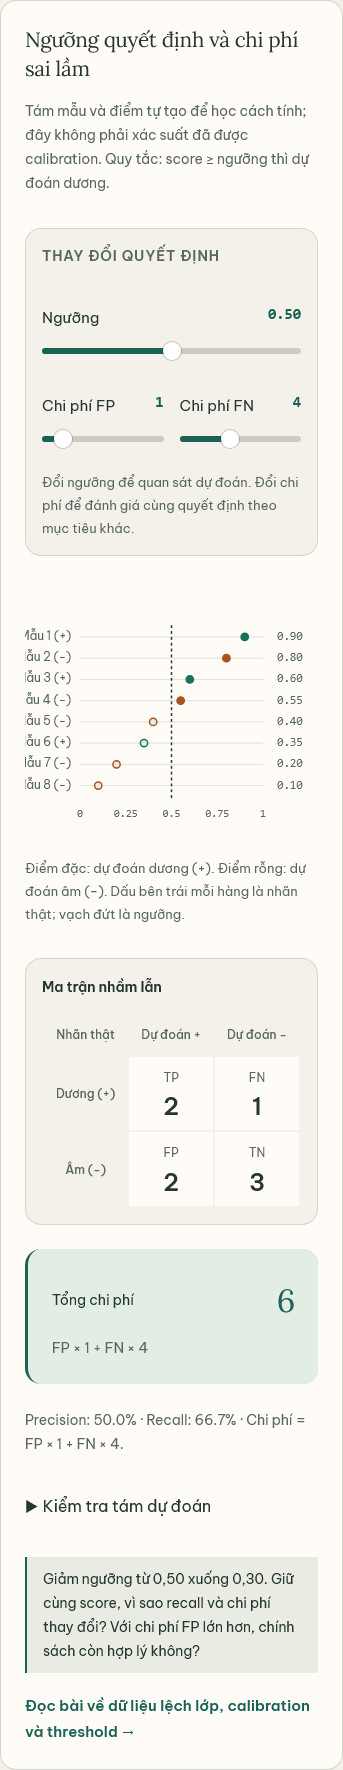 Ngưỡng quyết định và chi phí
sai lầm
Tám mẫu và điểm tự tạo để học cách tính;
đây không phải xác suất đã được
calibration. Quy tắc: score ≥ ngưỡng thì dự
đoán dương.
THAY ĐỔI QUYẾT ĐỊNH
Ngưỡng 0.50
Chi phí FP 1 Chi phí FN 4
Đổi ngưỡng để quan sát dự đoán. Đổi chi
phí để đánh giá cùng quyết định theo
mục tiêu khác.
Mẫu 1 (+) 0.90
ẫu 2 (−) 0.80
ẫu 3 (+) 0.60
ẫu 4 (−) 0.55
ẫu 5 (−) 0.40
ẫu 6 (+) 0.35
ẫu 7 (−) 0.20
ẫu 8 (−) 0.10
0 0.25 0.5 0.75 1
Điểm đặc: dự đoán dương (+). Điểm rỗng: dự
đoán âm (−). Dấu bên trái mỗi hàng là nhãn
thật; vạch đứt là ngưỡng.
Ma trận nhầm lẫn
Nhãn thật Dự đoán + Dự đoán −
TP FN
Dương (+) 2 1
FP TN
Âm (−) 2 3
Tổng chi phí 6
FP × 1 + FN × 4
Precision: 50.0% · Recall: 66.7% · Chi phí =
FP × 1 + FN × 4.
▶ Kiểm tra tám dự đoán
Giảm ngưỡng từ 0,50 xuống 0,30. Giữ
cùng score, vì sao recall và chi phí
thay đổi? Với chi phí FP lớn hơn, chính
sách còn hợp lý không?
Đọc bài về dữ liệu lệch lớp, calibration
và threshold →